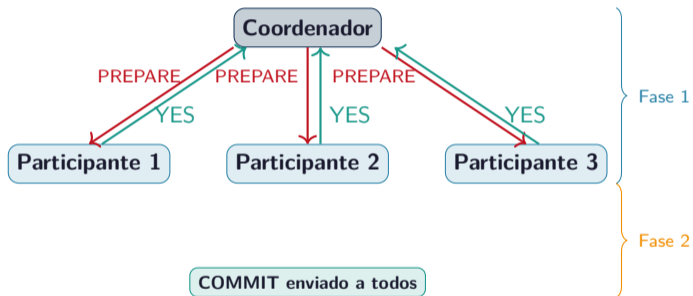 Coordenador
PREPARE
PREPARE
PREPARE
Fase 1
YES
YES
YES
Participante 1
Participante 2
Participante 3
Fase 2
COMMIT enviado a todos